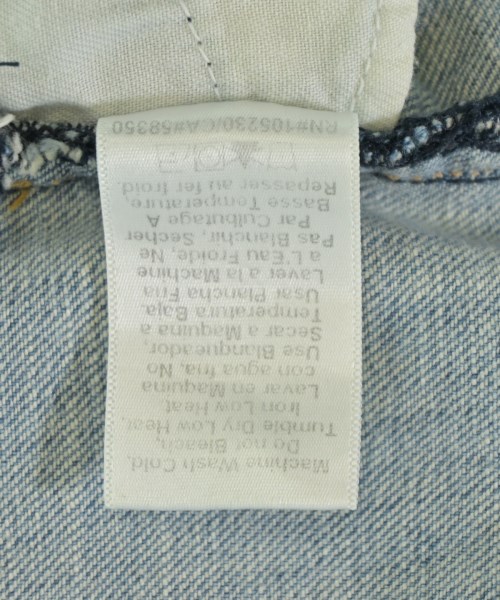 Machine Wash Cold,
Do not Bleach,
Tumble Dry Low Heat,
Iron Low Heat
Lavar en Maquina
con agua fria. No
Use Blanqueador,
Secar a Maquina a
Temperatura Baja.
Usar Plancha Fria
Laver a la Machine
a L'Eau Froide, Ne,
Pas Blanchir, Secher
Par Culbutage A
Basse Temperature,
Repasser au fer froid.
RN#105230/CA#58350